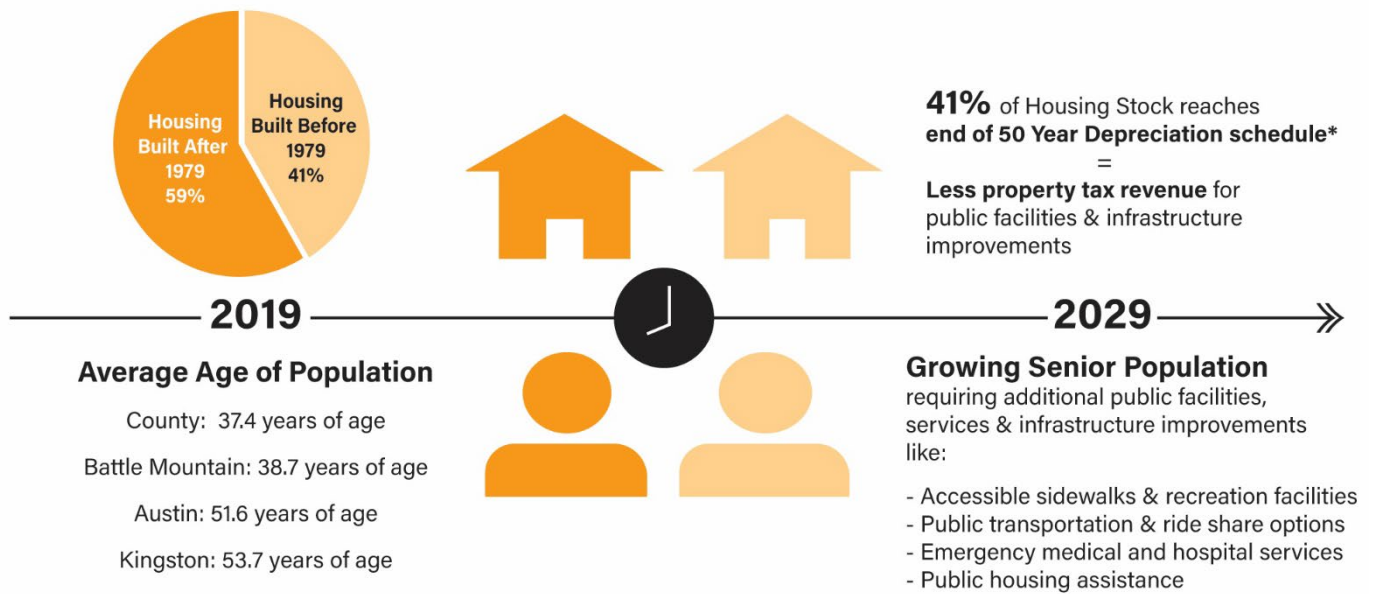 Housing
Built After
1979
59%
Housing
Built Before
1979
41%
41% of Housing Stock reaches
end of 50 Year Depreciation schedule*
=
Less property tax revenue for
public facilities & infrastructure
improvements
2019
2029
Average Age of Population
County: 37.4 years of age
Battle Mountain: 38.7 years of age
Austin: 51.6 years of age
Kingston: 53.7 years of age
Growing Senior Population
requiring additional public facilities,
services & infrastructure improvements
like:
- Accessible sidewalks & recreation facilities
- Public transportation & ride share options
- Emergency medical and hospital services
- Public housing assistance